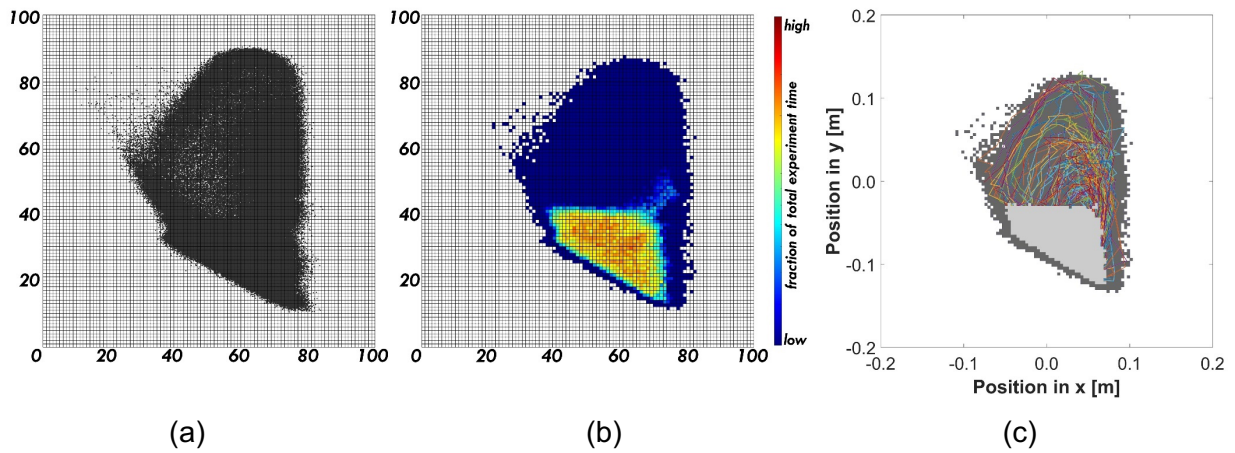 100
80
60
40
20
0 20 40 60 80 100
(a)
100
80
60
40
20
0 20 40 60 80 100
high
fraction of total experiment time
low
(b)
0.2
0.1
0.0
-0.1
-0.2
Position in y [m]
-0.2 -0.1 0.0 0.1 0.2
Position in x [m]
(c)